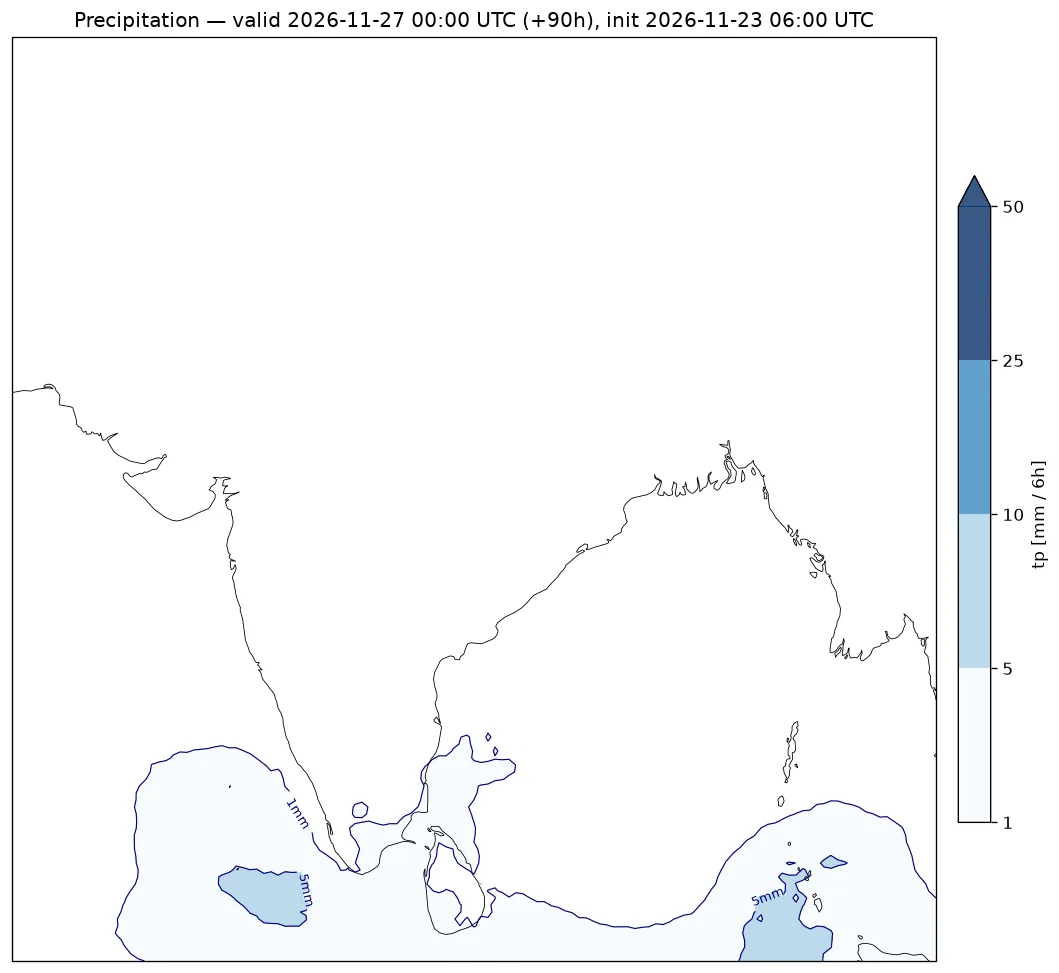 Precipitation — valid 2026-11-27 00:00 UTC (+90h), init 2026-11-23 06:00 UTC
50
25
10
5
1
tp [mm / 6h]
1mm
5mm
5mm